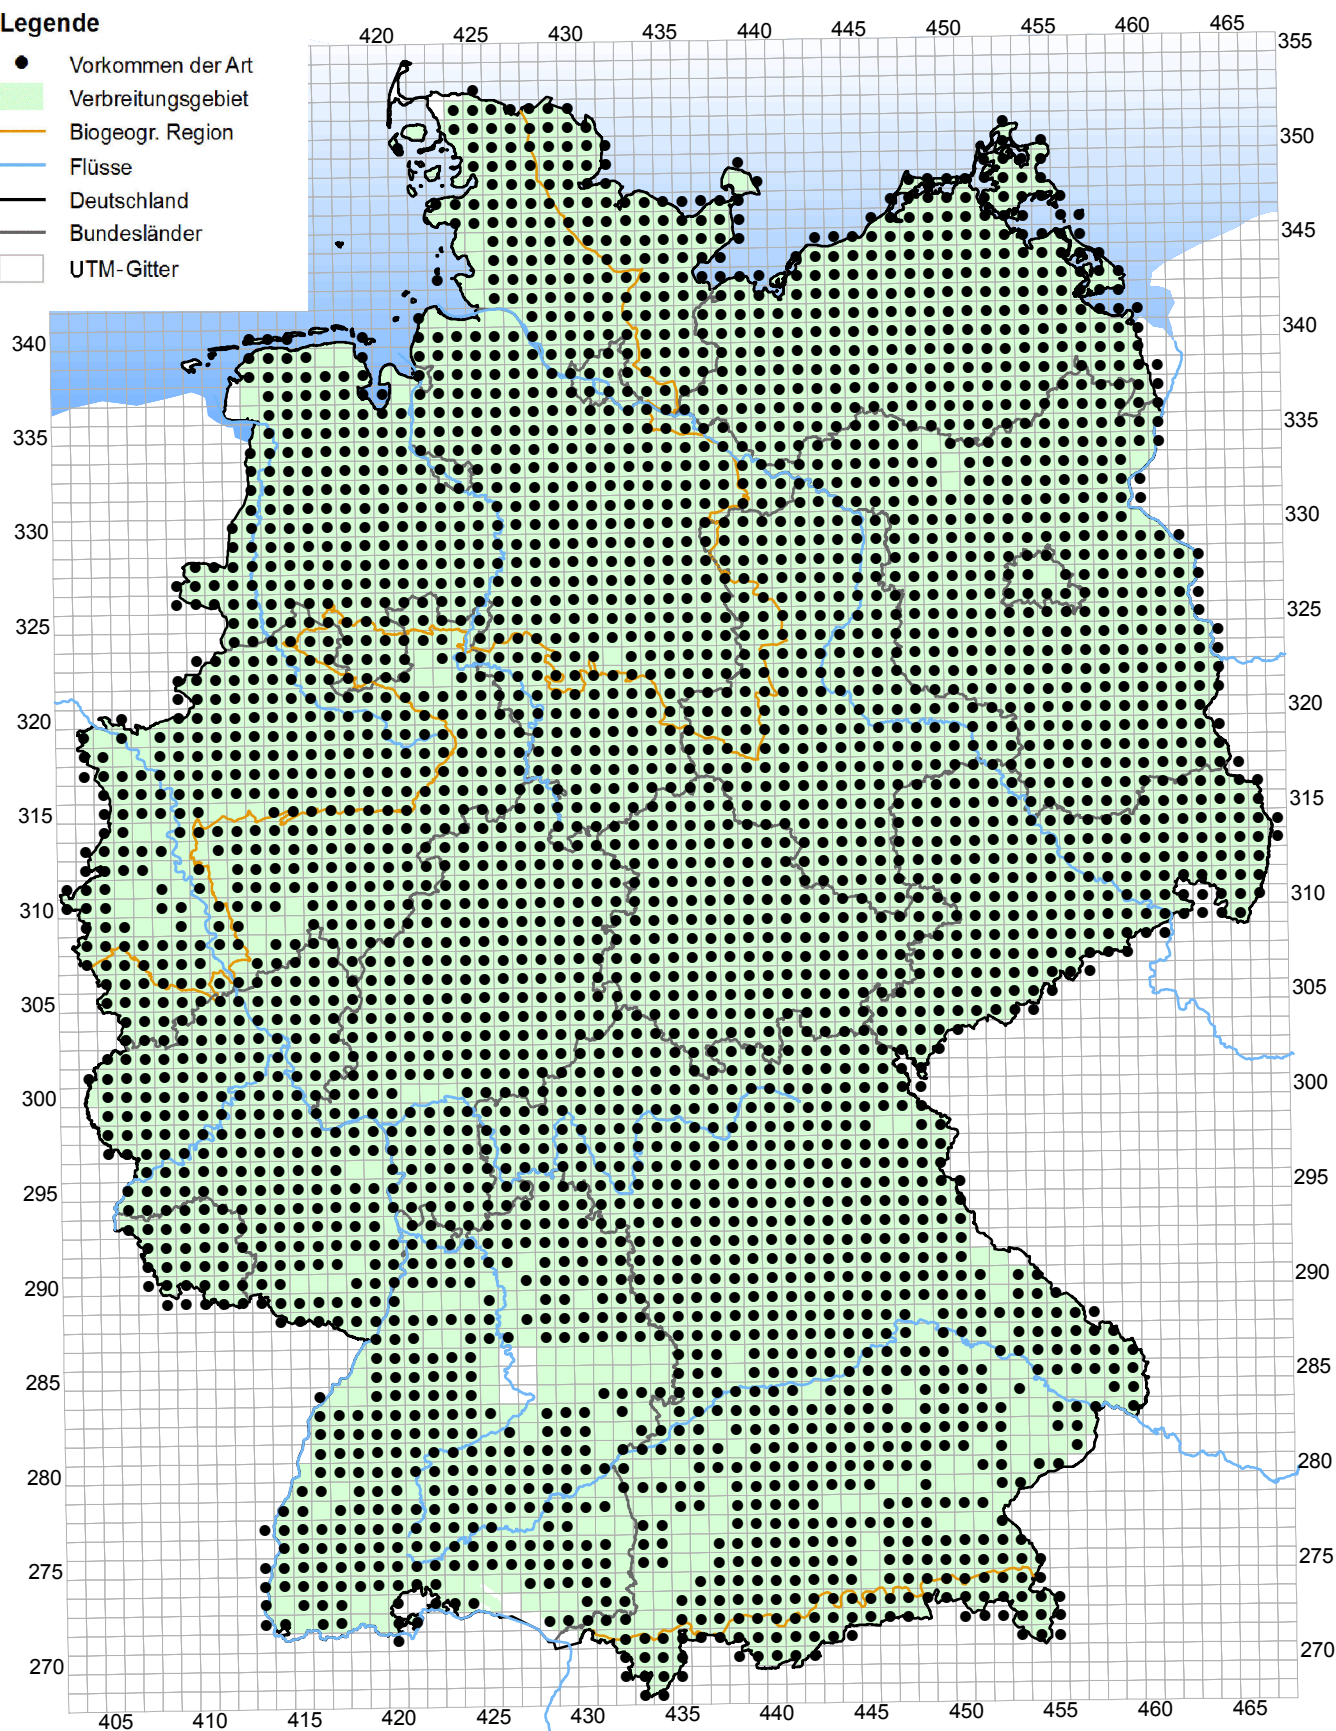 Legende
Vorkommen der Art
Verbreitungsgebiet
Biogeogr. Region
Flüsse
Deutschland
Bundesländer
UTM-Gitter
420 425 430 435 440 445 450 455 460 465
355
350
345
340 340
335 335
330 330
325 325
320 320
315 315
310 310
305 305
300 300
295 295
290 290
285 285
280 280
275 275
270 270
405 410 415 420 425 430 435 440 445 450 455 460 465